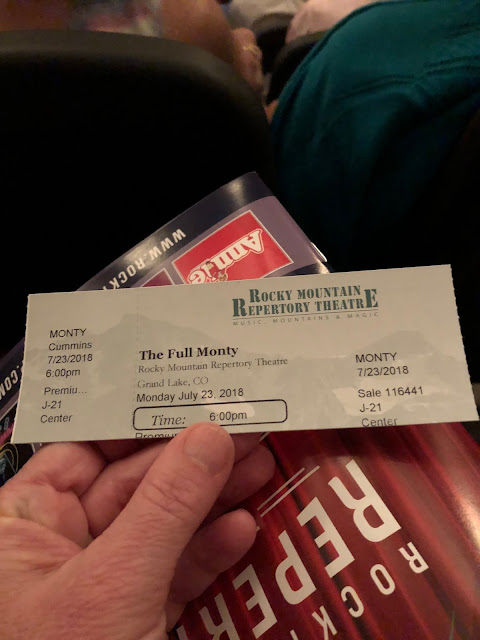 WWW.ROCK
Annie
.COM
ROCKY MOUNTAIN
REPERTORY THEATRE
MUSIC, MOUNTAINS & MAGIC
MONTY
Cummins
7/23/2018
6:00pm
Premiu...
J-21
Center
The Full Monty
Rocky Mountain Repertory Theatre
Grand Lake, CO
Monday July 23, 2018
Time: 6:00pm
Premium
MONTY
7/23/2018
Sale 116441
J-21
Center
ROCK
REPER